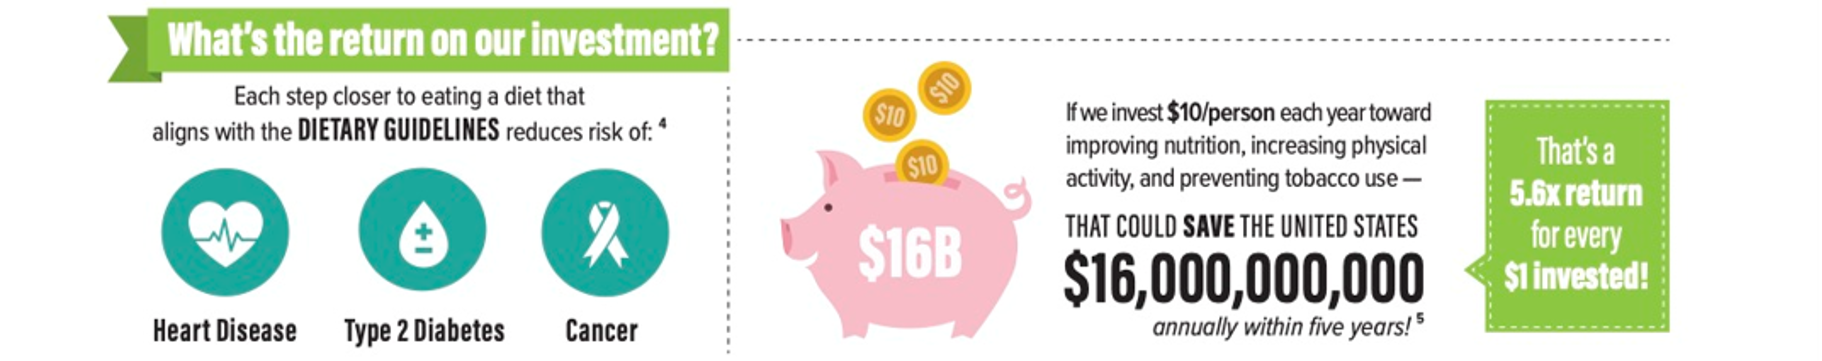 What's the return on our investment?
Each step closer to eating a diet that
aligns with the DIETARY GUIDELINES reduces risk of: 4
Heart Disease
Type 2 Diabetes
Cancer
$10
$10
$10
$16B
If we invest $10/person each year toward
improving nutrition, increasing physical
activity, and preventing tobacco use —
THAT COULD SAVE THE UNITED STATES
$16,000,000,000
annually within five years! 5
That's a
5.6x return
for every
$1 invested!